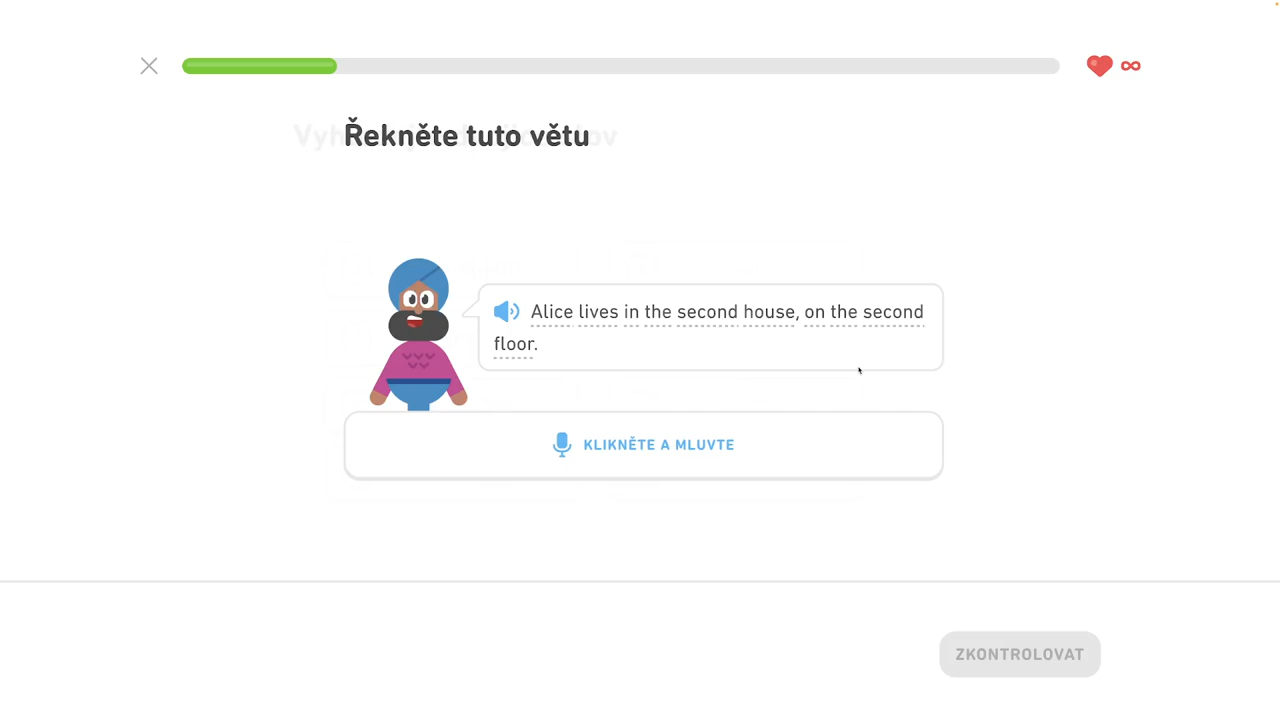 Řekněte tuto větu
Alice lives in the second house, on the second
floor.
KLIKNĚTE A MLUVTE
ZKONTROLOVAT